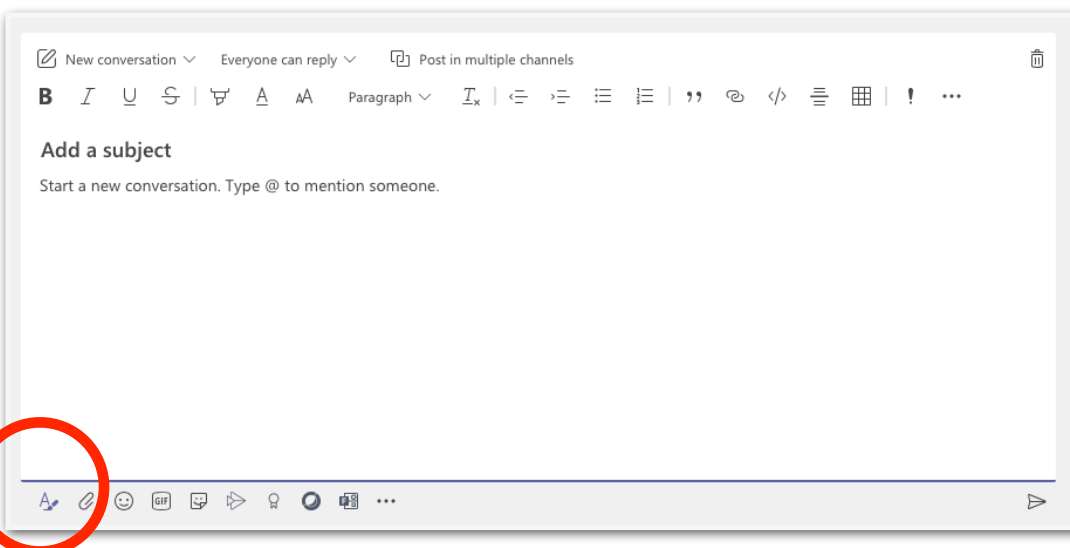 New conversation Everyone can reply Post in multiple channels
B I U S A AA Paragraph Tx
Add a subject
Start a new conversation. Type @ to mention someone.
A GIF